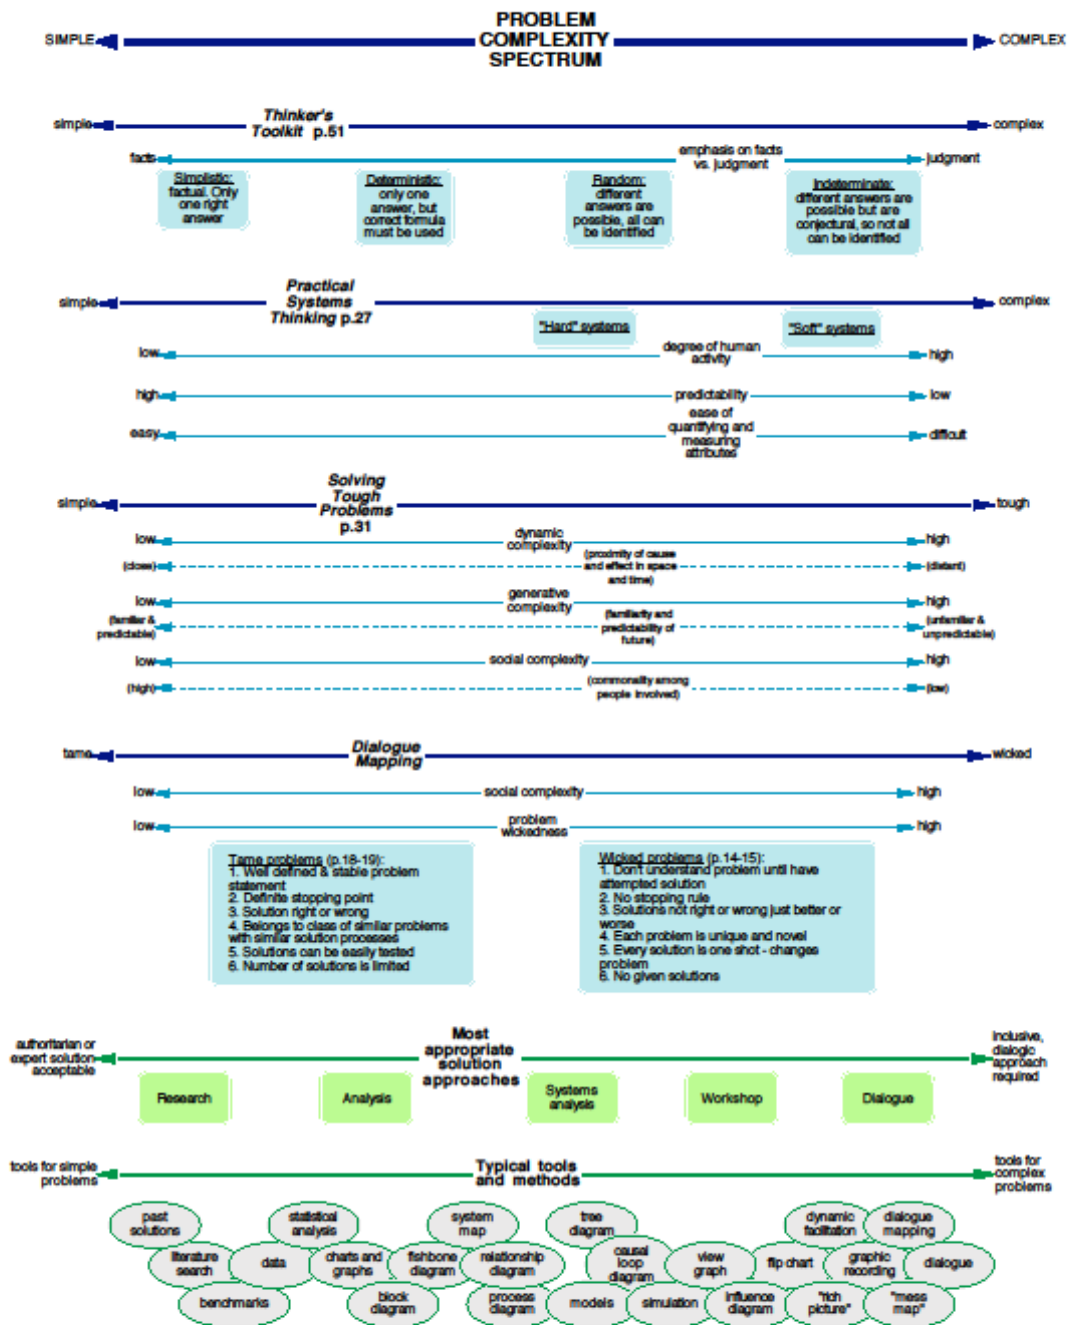 PROBLEM
COMPLEXITY
SPECTRUM
SIMPLE
COMPLEX
Thinker's
Toolkit p.51
simple
complex
facts
emphasis on facts
vs. judgment
judgment
Simplistic:
factual. Only
one right
answer
Deterministic:
only one
answer, but
correct formula
must be used
Random:
different
answers are
possible, all can
be identified
Indeterminate:
different answers are
possible but are
conjectural, so not all
can be identified
Practical
Systems
Thinking p.27
simple
complex
"Hard" systems
"Soft" systems
low
degree of human
activity
high
high
predictability
low
easy
ease of
quantifying and
measuring
attributes
difficult
Solving
Tough
Problems
p.31
simple
tough
low
dynamic
complexity
high
(close)
(proximity of cause
and effect in space
and time)
(distant)
low
generative
complexity
high
(familiar &
predictable)
(familiarity and
predictability of
future)
(unfamiliar &
unpredictable)
low
social complexity
high
(high)
(commonality among
people involved)
(low)
tame
Dialogue
Mapping
wicked
low
social complexity
high
low
problem
wickedness
high
Tame problems (p.18-19):
1. Well defined & stable problem
statement
2. Definite stopping point
3. Solution right or wrong
4. Belongs to class of similar problems
with similar solution processes
5. Solutions can be easily tested
6. Number of solutions is limited
Wicked problems (p.14-15):
1. Don't understand problem until have
attempted solution
2. No stopping rule
3. Solutions not right or wrong just better or
worse
4. Each problem is unique and novel
5. Every solution is one shot - changes
problem
6. No given solutions
authoritarian or
expert solution
acceptable
Most
appropriate
solution
approaches
inclusive,
dialogic
approach
required
Research
Analysis
Systems
analysis
Workshop
Dialogue
tools for simple
problems
Typical tools
and methods
tools for
complex
problems
past
solutions
statistical
analysis
system
map
tree
diagram
dynamic
facilitation
dialogue
mapping
literature
search
data
charts and
graphs
fishbone
diagram
relationship
diagram
causal
loop
diagram
view
graph
flip chart
graphic
recording
dialogue
benchmarks
block
diagram
process
diagram
models
simulation
influence
diagram
"rich
picture"
"mess
map"